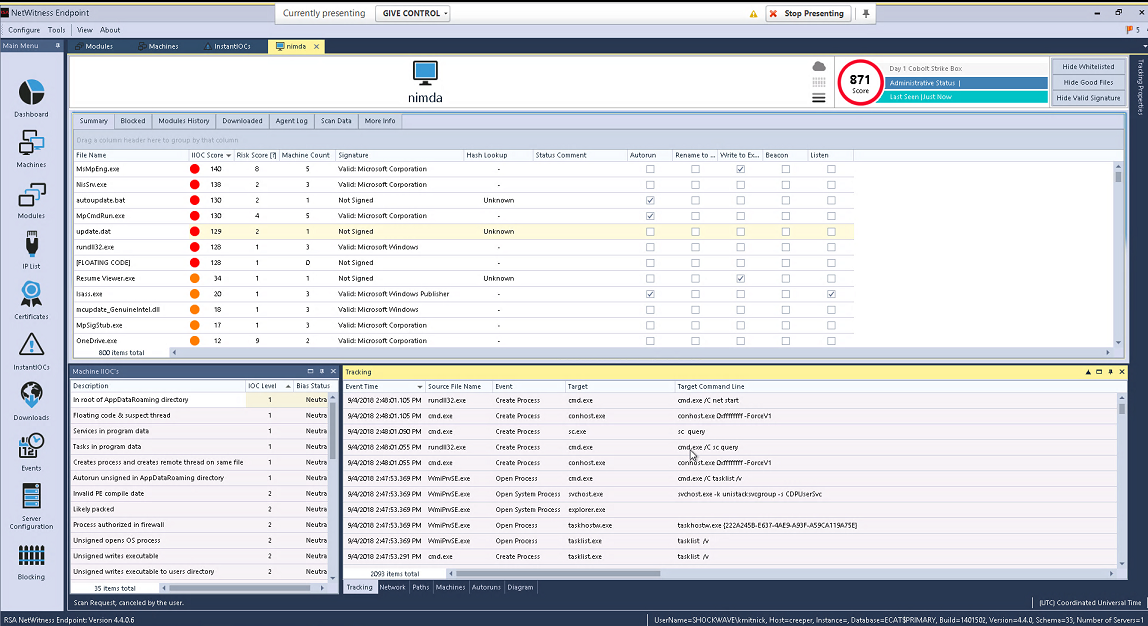 NetWitness Endpoint
Currently presenting GIVE CONTROL Stop Presenting
Configure Tools View About 5
Main Menu Modules Machines InstantIOCs nimda
Dashboard
Machines
Modules
IP List
Certificates
InstantIOCs
Downloads
Events
Server Configuration
Blocking
nimda
871
Score
Day 1 Cobolt Strike Box
Administrative Status |
Last Seen |Just Now
Hide Whitelisted
Hide Good Files
Hide Valid Signature
Tracking Properties
Summary Blocked Modules History Downloaded Agent Log Scan Data More Info
Drag a column header here to group by that column
File Name IIOC Score Risk Score [?] Machine Count Signature Hash Lookup Status Comment Autorun Rename to ... Write to Ex... Beacon Listen
MsMpEng.exe 140 8 5 Valid: Microsoft Corporation -
NisSrv.exe 138 2 3 Valid: Microsoft Corporation -
autoupdate.bat 130 2 1 Not Signed Unknown
MpCmdRun.exe 130 4 5 Valid: Microsoft Corporation -
update.dat 129 2 1 Not Signed Unknown
rundll32.exe 128 1 3 Valid: Microsoft Windows -
[FLOATING CODE] 128 1 0 Not Signed -
Resume Viewer.exe 34 1 1 Not Signed Unknown
lsass.exe 20 1 3 Valid: Microsoft Windows Publisher -
mcupdate_GenuineIntel.dll 18 1 3 Valid: Microsoft Windows -
MpSigStub.exe 17 1 3 Valid: Microsoft Corporation -
OneDrive.exe 12 9 2 Valid: Microsoft Corporation -
800 items total
Machine IIOC's
Description IOC Level Bias Status
In root of AppDataRoaming directory 1 Neutra
Floating code & suspect thread 1 Neutra
Services in program data 1 Neutra
Tasks in program data 1 Neutra
Creates process and creates remote thread on same file 1 Neutra
Autorun unsigned in AppDataRoaming directory 1 Neutra
Invalid PE compile date 2 Neutra
Likely packed 2 Neutra
Process authorized in firewall 2 Neutra
Unsigned opens OS process 2 Neutra
Unsigned writes executable 2 Neutra
Unsigned writes executable to users directory 2 Neutra
35 items total
Tracking
Event Time Source File Name Event Target Target Command Line
9/4/2018 2:48:01.105 PM rundll32.exe Create Process cmd.exe cmd.exe /C net start
9/4/2018 2:48:01.105 PM cmd.exe Create Process conhost.exe conhost.exe 0xffffffff -ForceV1
9/4/2018 2:48:01.090 PM cmd.exe Create Process sc.exe sc query
9/4/2018 2:48:01.055 PM rundll32.exe Create Process cmd.exe cmd.exe /C sc query
9/4/2018 2:48:01.055 PM cmd.exe Create Process conhost.exe conhost.exe 0xffffffff -ForceV1
9/4/2018 2:47:53.369 PM WmiPrvSE.exe Open Process cmd.exe cmd.exe /C tasklist /v
9/4/2018 2:47:53.369 PM WmiPrvSE.exe Open System Process svchost.exe svchost.exe -k unistacksvcgroup -s CDPUserSvc
9/4/2018 2:47:53.369 PM WmiPrvSE.exe Open System Process explorer.exe
9/4/2018 2:47:53.369 PM WmiPrvSE.exe Open Process taskhostw.exe taskhostw.exe {222A245B-E637-4AE9-A93F-A59CA119A75E}
9/4/2018 2:47:53.369 PM WmiPrvSE.exe Open Process tasklist.exe tasklist /v
9/4/2018 2:47:53.291 PM cmd.exe Create Process tasklist.exe tasklist /v
2093 items total
Tracking Network Paths Machines Autoruns Diagram
Scan Request, canceled by the user. (UTC) Coordinated Universal Time
RSA NetWitness Endpoint: Version 4.4.0.6 UserName=SHOCKWAVE\krnitnick, Host=creeper, Instance=, Database=ECAT$PRIMARY, Build=1401502, Version=4.4.0, Schema=33, Number of Servers=1